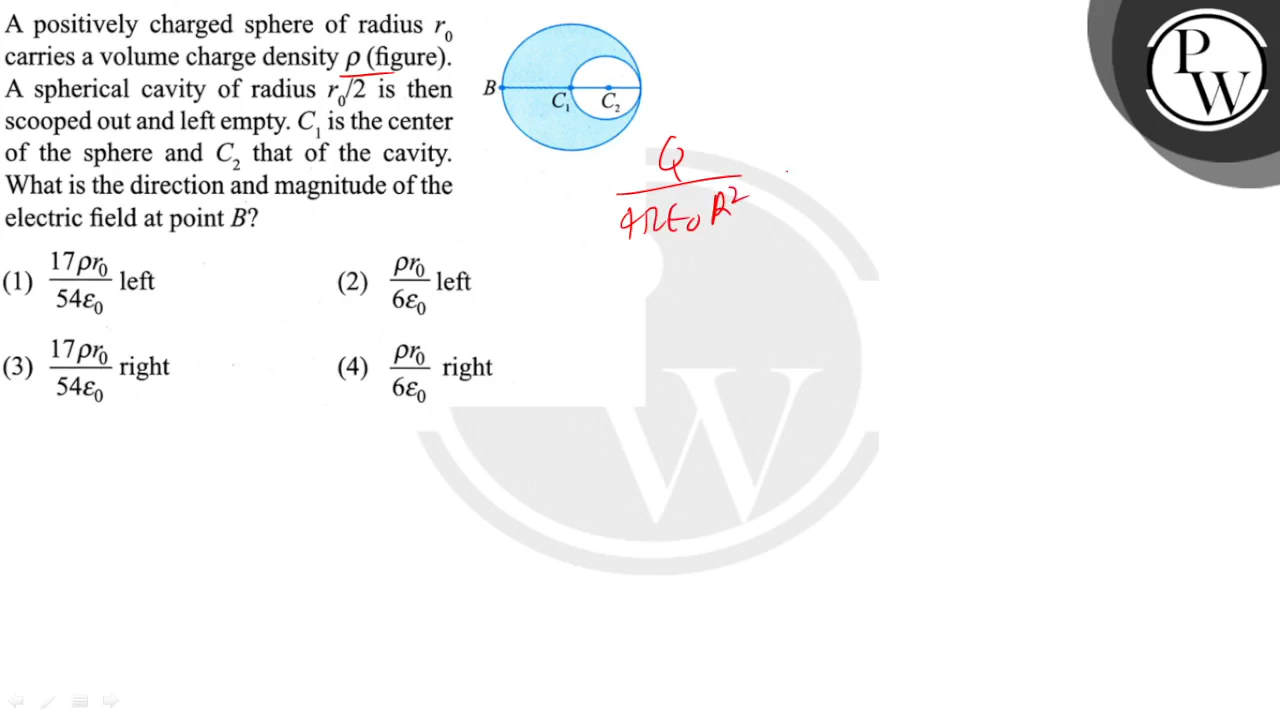 A positively charged sphere of radius r₀
carries a volume charge density ρ (figure).
A spherical cavity of radius r₀/2 is then
scooped out and left empty. C₁ is the center
of the sphere and C₂ that of the cavity.
What is the direction and magnitude of the
electric field at point B?
B C₁ C₂
Q
4πε₀ R²
(1) 17ρr₀/54ε₀ left (2) ρr₀/6ε₀ left
(3) 17ρr₀/54ε₀ right (4) ρr₀/6ε₀ right
P
W
W